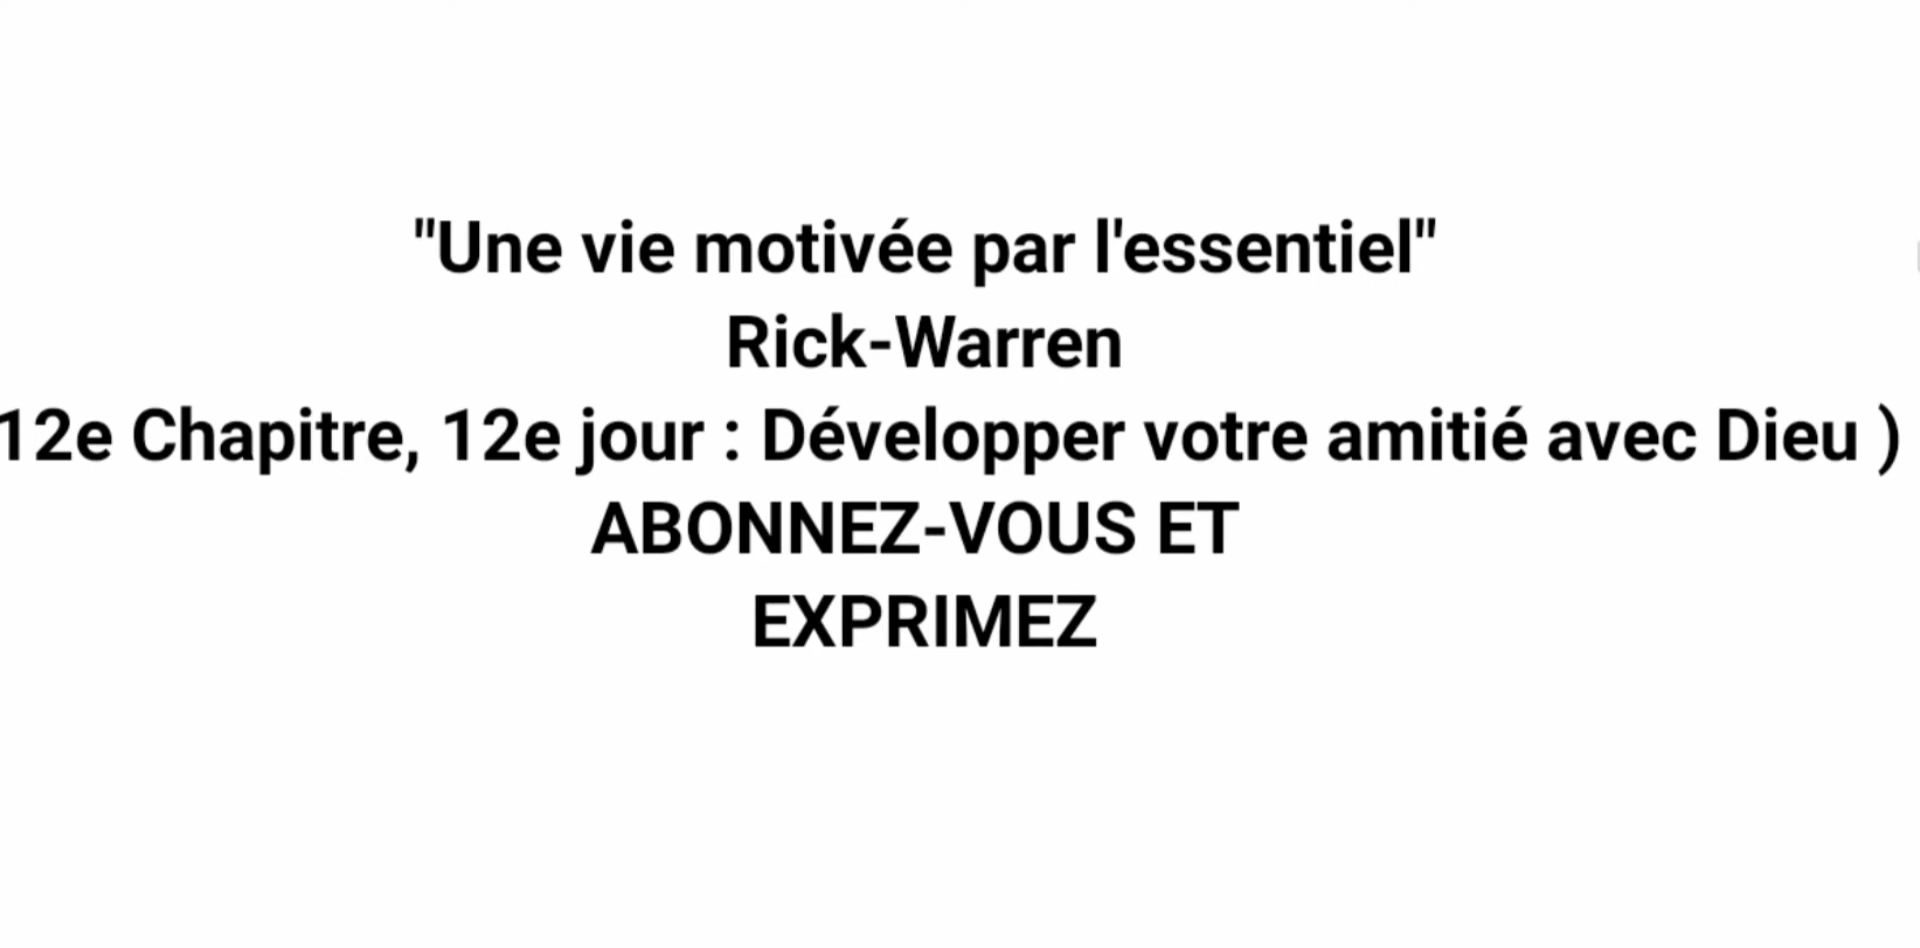 "Une vie motivée par l'essentiel"
Rick-Warren
12e Chapitre, 12e jour : Développer votre amitié avec Dieu )
ABONNEZ-VOUS ET
EXPRIMEZ